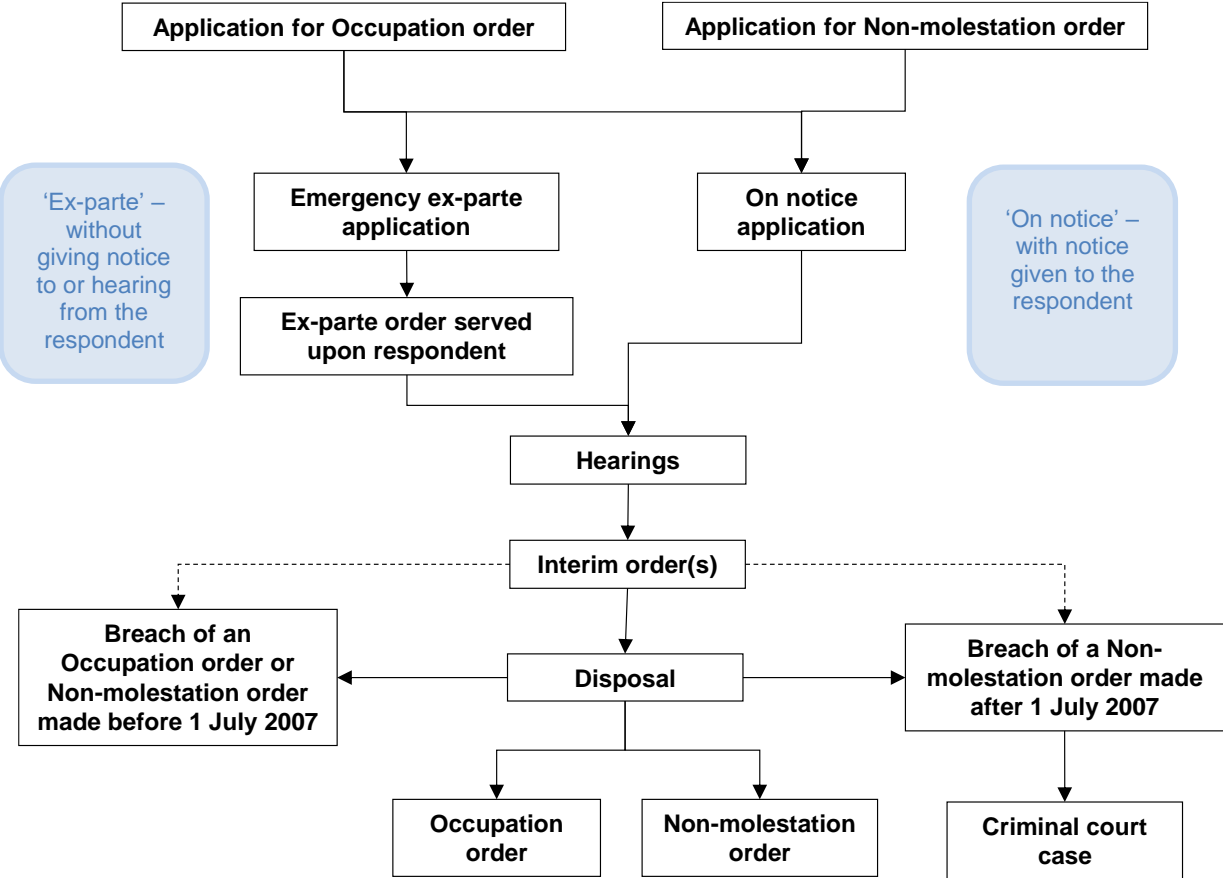 Application for Occupation order
Application for Non-molestation order
‘Ex-parte’ –
without
giving notice
to or hearing
from the
respondent
Emergency ex-parte
application
On notice
application
‘On notice’ –
with notice
given to the
respondent
Ex-parte order served
upon respondent
Hearings
Interim order(s)
Breach of an
Occupation order or
Non-molestation order
made before 1 July 2007
Disposal
Breach of a Non-
molestation order made
after 1 July 2007
Occupation
order
Non-molestation
order
Criminal court
case